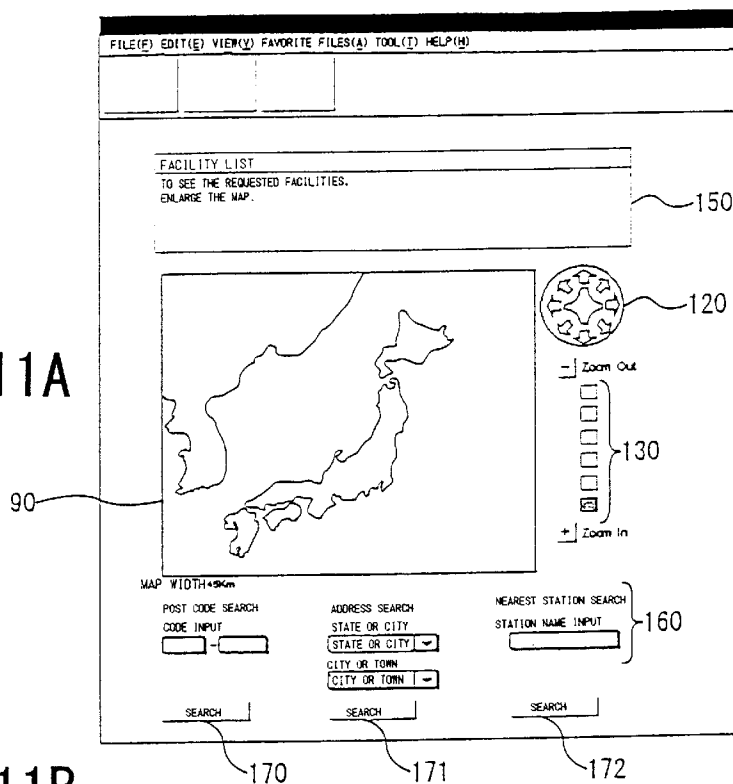 FILE(F) EDIT(E) VIEW(V) FAVORITE FILES(A) TOOL(T) HELP(H)
FACILITY LIST
TO SEE THE REQUESTED FACILITIES.
ENLARGE THE MAP.
150
120
11A
- Zoom Out
130
90
+ Zoom In
MAP WIDTH 45Km
POST CODE SEARCH
CODE INPUT
-
ADDRESS SEARCH
STATE OR CITY
STATE OR CITY
CITY OR TOWN
CITY OR TOWN
NEAREST STATION SEARCH
STATION NAME INPUT
160
SEARCH
SEARCH
SEARCH
170
171
172
11B